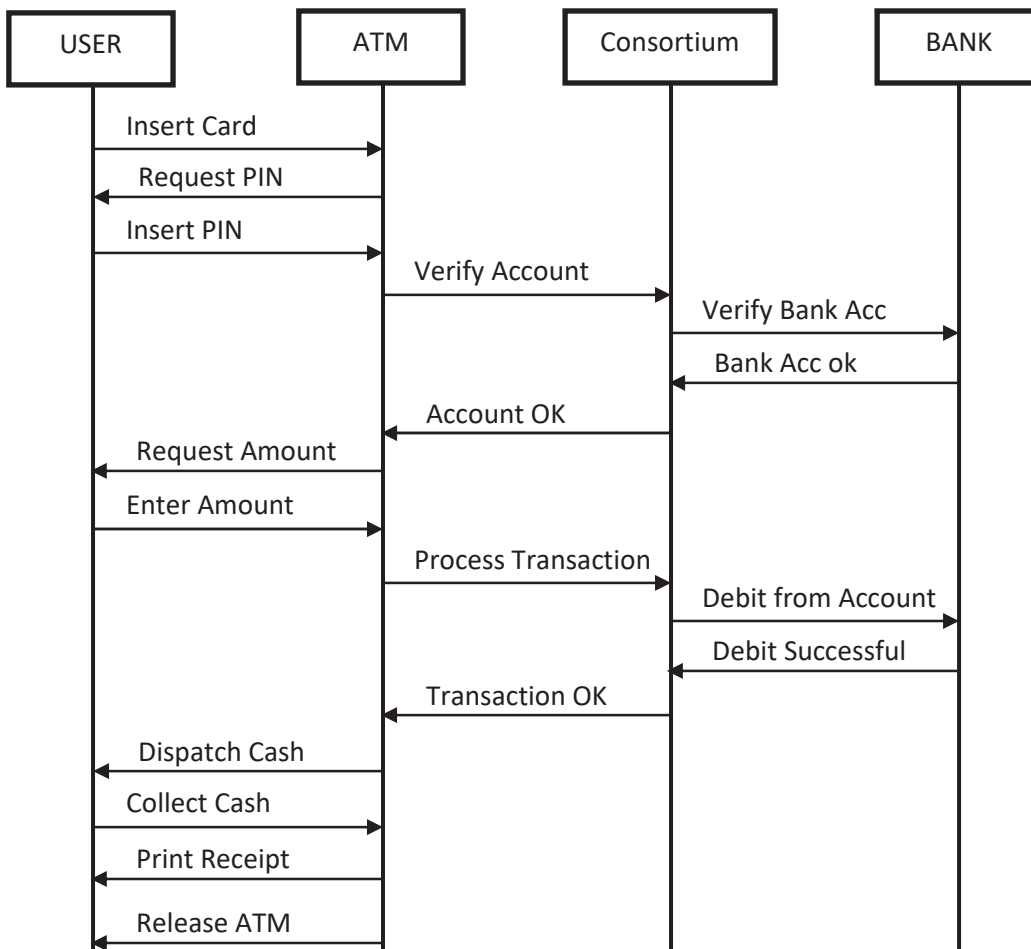 USER
ATM
Consortium
BANK
Insert Card
Request PIN
Insert PIN
Verify Account
Verify Bank Acc
Bank Acc ok
Account OK
Request Amount
Enter Amount
Process Transaction
Debit from Account
Debit Successful
Transaction OK
Dispatch Cash
Collect Cash
Print Receipt
Release ATM